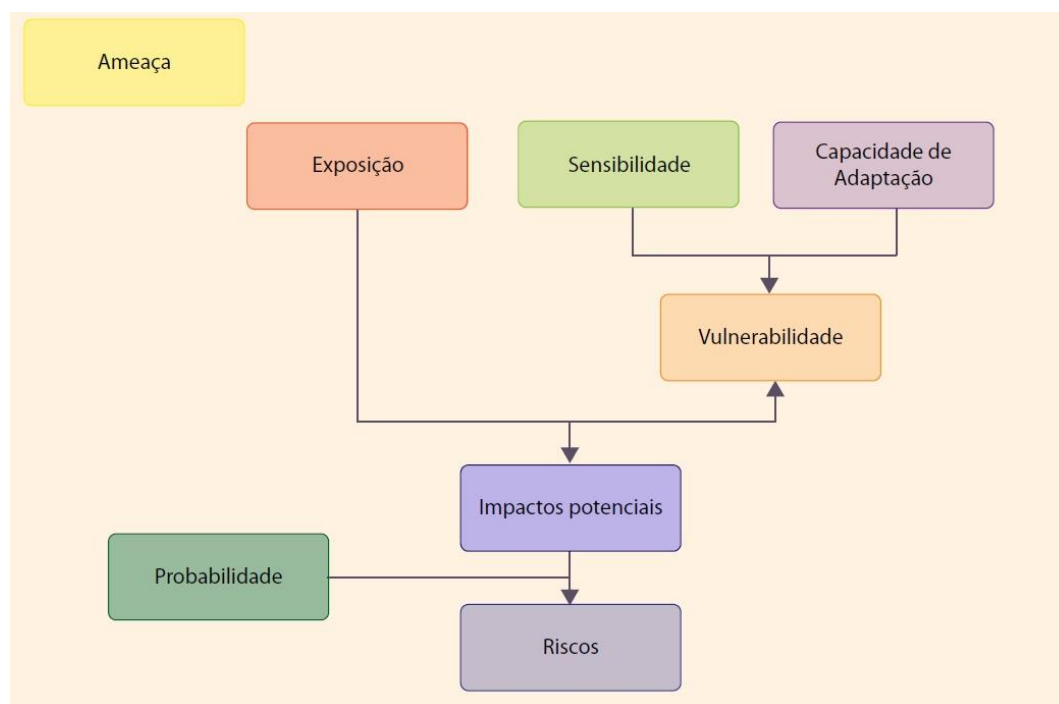 Ameaça
Exposição
Sensibilidade
Capacidade de
Adaptação
Vulnerabilidade
Impactos potenciais
Probabilidade
Riscos